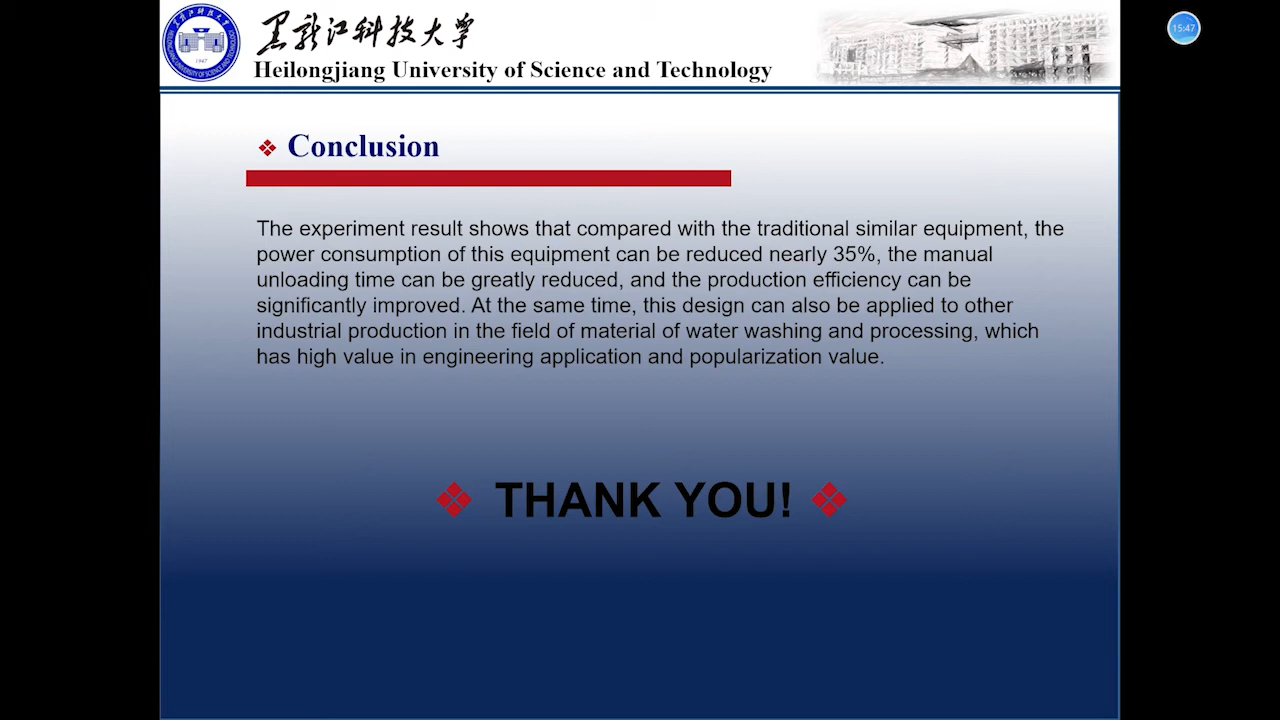 黑龙江科技大学
Heilongjiang University of Science and Technology
15:47
Conclusion
The experiment result shows that compared with the traditional similar equipment, the
power consumption of this equipment can be reduced nearly 35%, the manual
unloading time can be greatly reduced, and the production efficiency can be
significantly improved. At the same time, this design can also be applied to other
industrial production in the field of material of water washing and processing, which
has high value in engineering application and popularization value.
THANK YOU!